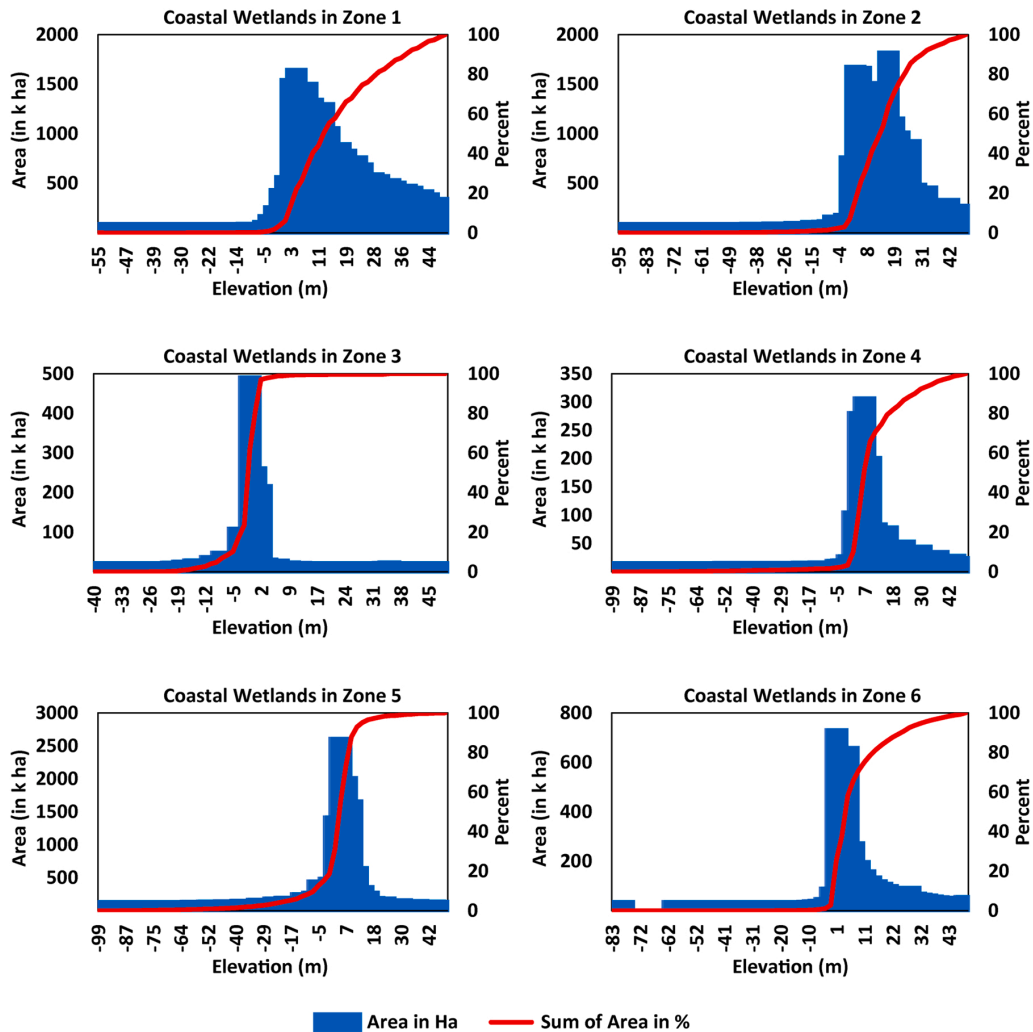 Coastal Wetlands in Zone 1
2000
1500
1000
500
100
80
60
40
20
0
Area (in k ha)
Percent
-55 -47 -39 -30 -22 -14 -5 3 11 19 28 36 44
Elevation (m)
Coastal Wetlands in Zone 2
2000
1500
1000
500
100
80
60
40
20
0
Area (in k ha)
Percent
-95 -83 -72 -61 -49 -38 -27 -15 -4 8 19 31 42
Elevation (m)
Coastal Wetlands in Zone 3
500
400
300
200
100
100
80
60
40
20
0
Area (in k ha)
Percent
-40 -33 -26 -19 -12 -5 2 9 17 24 31 38 45
Elevation (m)
Coastal Wetlands in Zone 4
350
300
250
200
150
100
50
100
80
60
40
20
0
Area (in k ha)
Percent
-99 -87 -75 -64 -52 -40 -29 -17 -5 7 18 30 42
Elevation (m)
Coastal Wetlands in Zone 5
3000
2500
2000
1500
1000
500
100
80
60
40
20
0
Area (in k ha)
Percent
-99 -87 -75 -64 -52 -40 -29 -17 -5 7 18 30 42
Elevation (m)
Coastal Wetlands in Zone 6
800
600
400
200
100
80
60
40
20
0
Area (in k ha)
Percent
-83 -72 -62 -51 -41 -30 -20 -9 1 11 22 32 43
Elevation (m)
Area in Ha
Sum of Area in %